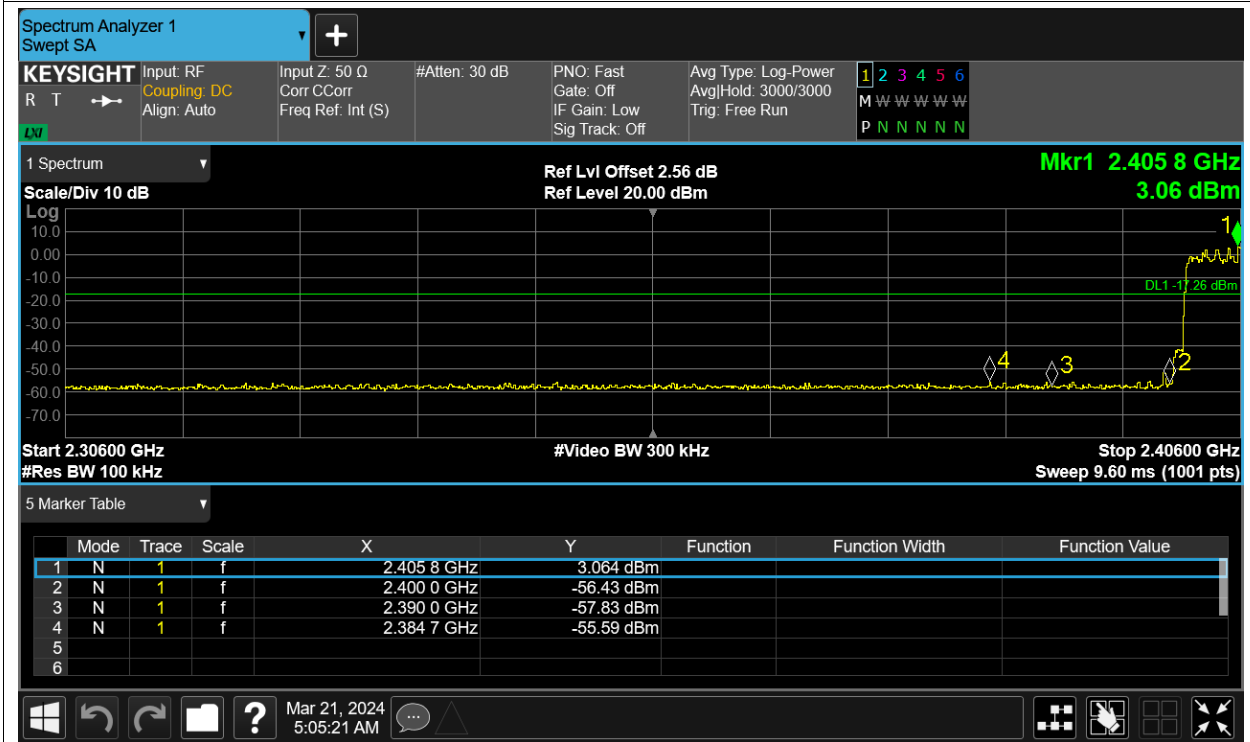 Spectrum Analyzer 1
Swept SA
+
KEYSIGHT Input: RF Input Z: 50 Ω #Atten: 30 dB PNO: Fast Avg Type: Log-Power 1 2 3 4 5 6
R T Coupling: DC Corr CCorr Gate: Off Avg|Hold: 3000/3000 M W W W W W
Align: Auto Freq Ref: Int (S) IF Gain: Low Trig: Free Run
LXI Sig Track: Off P N N N N N
1 Spectrum Ref Lvl Offset 2.56 dB Mkr1 2.405 8 GHz
Scale/Div 10 dB Ref Level 20.00 dBm 3.06 dBm
Log
10.0 1
0.00
-10.0
DL1 -17.26 dBm
-20.0
-30.0
-40.0
4 3 2
-50.0
-60.0
-70.0
Start 2.30600 GHz #Video BW 300 kHz Stop 2.40600 GHz
#Res BW 100 kHz Sweep 9.60 ms (1001 pts)
5 Marker Table
Mode Trace Scale X Y Function Function Width Function Value
1 N 1 f 2.405 8 GHz 3.064 dBm
2 N 1 f 2.400 0 GHz -56.43 dBm
3 N 1 f 2.390 0 GHz -57.83 dBm
4 N 1 f 2.384 7 GHz -55.59 dBm
5
6
? Mar 21, 2024
5:05:21 AM